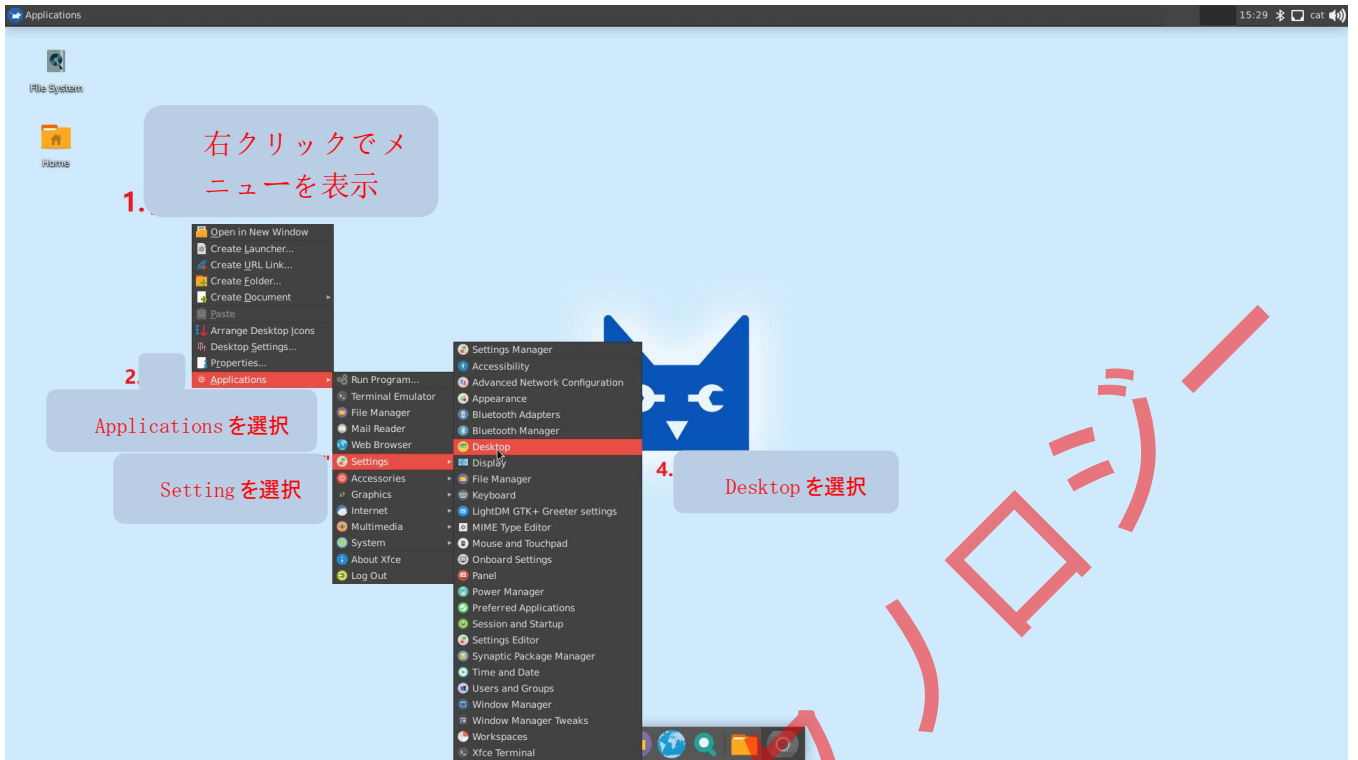 Applications
15:29
cat
File System
Home
右クリックでメ
ニューを表示
1.
Open in New Window
Create Launcher...
Create URL Link...
Create Folder...
Create Document
Paste
Arrange Desktop Icons
Desktop Settings...
Properties...
2.
Applications
Applicationsを選択
Settingを選択
Run Program...
Terminal Emulator
File Manager
Mail Reader
Web Browser
Settings
Accessories
Graphics
Internet
Multimedia
System
About Xfce
Log Out
Settings Manager
Accessibility
Advanced Network Configuration
Appearance
Bluetooth Adapters
Bluetooth Manager
Desktop
Display
File Manager
Keyboard
LightDM GTK+ Greeter settings
MIME Type Editor
Mouse and Touchpad
Onboard Settings
Panel
Power Manager
Preferred Applications
Session and Startup
Settings Editor
Synaptic Package Manager
Time and Date
Users and Groups
Window Manager
Window Manager Tweaks
Workspaces
Xfce Terminal
4.
Desktopを選択
ノロジー